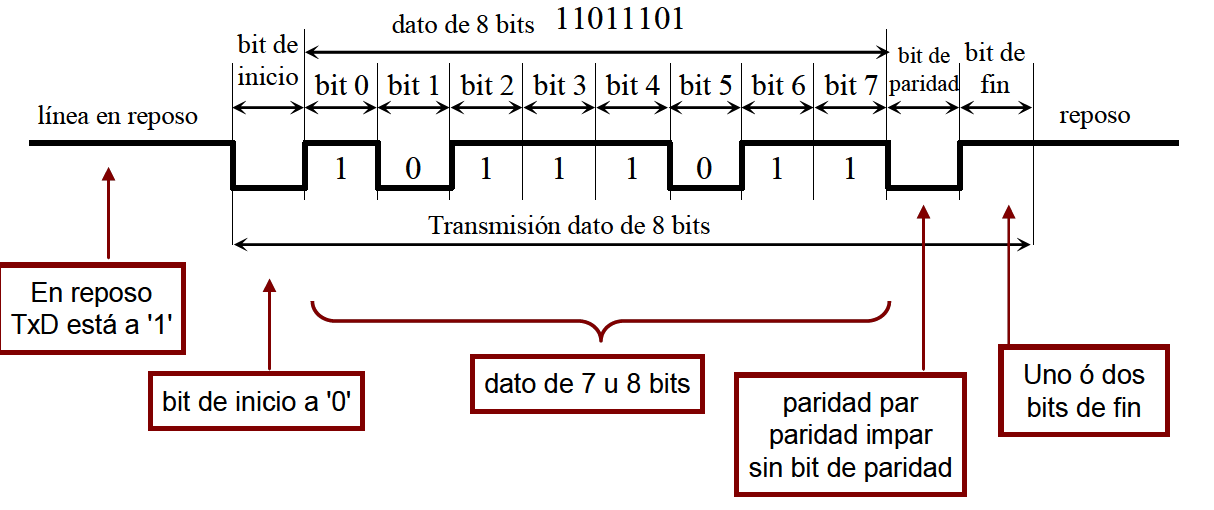 dato de 8 bits 11011101
bit de inicio
bit 0 bit 1 bit 2 bit 3 bit 4 bit 5 bit 6 bit 7
bit de paridad
bit de fin
línea en reposo
reposo
1 0 1 1 1 0 1 1
Transmisión dato de 8 bits
En reposo
TxD está a '1'
bit de inicio a '0'
dato de 7 u 8 bits
paridad par
paridad impar
sin bit de paridad
Uno ó dos
bits de fin